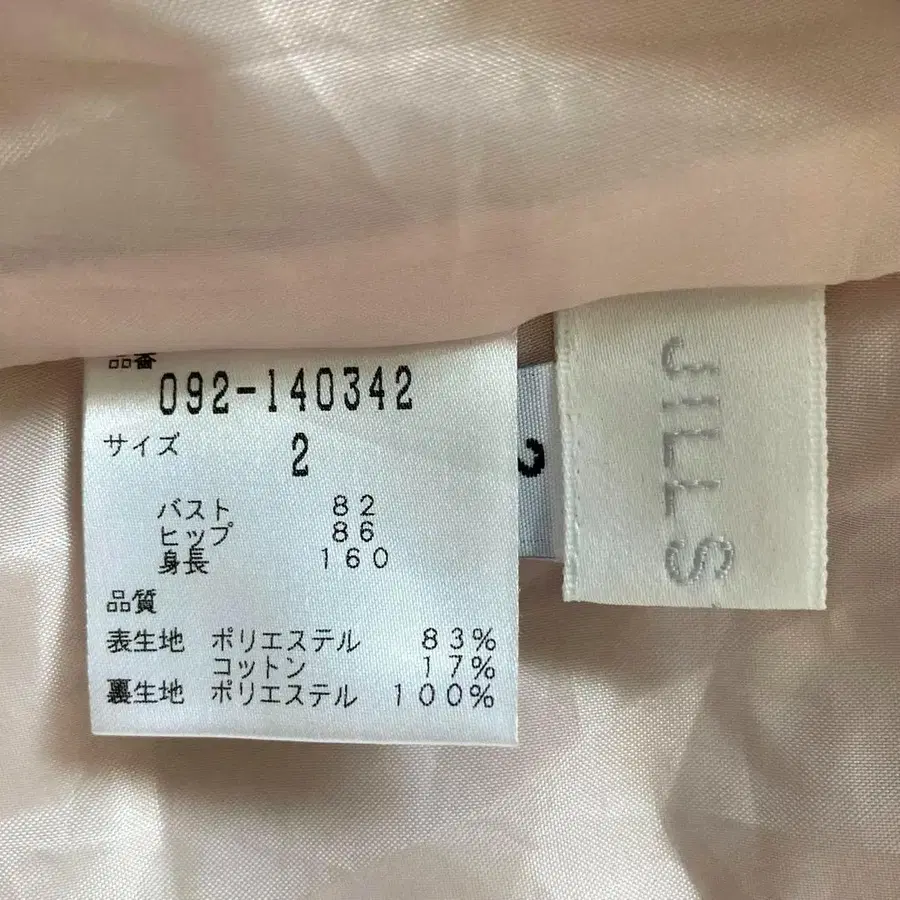 品番
092-140342
サイズ 2
バスト 82
ヒップ 86
身長 160
品質
表生地 ポリエステル 83%
コットン 17%
裏生地 ポリエステル 100%
JILLS